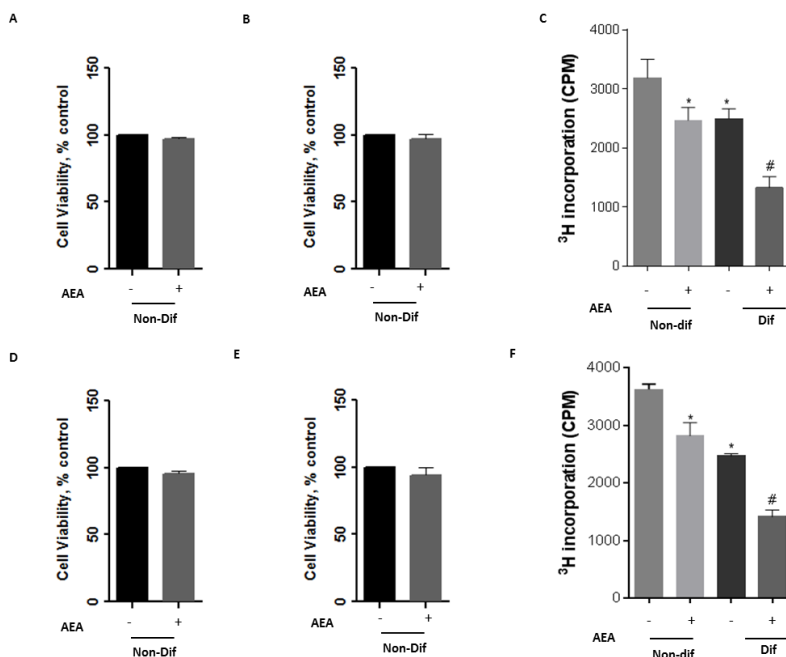 A
Cell Viability, % control
150
100
50
0
AEA - +
Non-Dif
B
Cell Viability, % control
150
100
50
0
AEA - +
Non-Dif
C
³H incorporation (CPM)
4000
3000
2000
1000
0
* * #
AEA - + - +
Non-dif Dif
D
Cell Viability, % control
150
100
50
0
AEA - +
Non-Dif
E
Cell Viability, % control
150
100
50
0
AEA - +
Non-Dif
F
³H incorporation (CPM)
4000
3000
2000
1000
0
* * #
AEA - + - +
Non-dif Dif